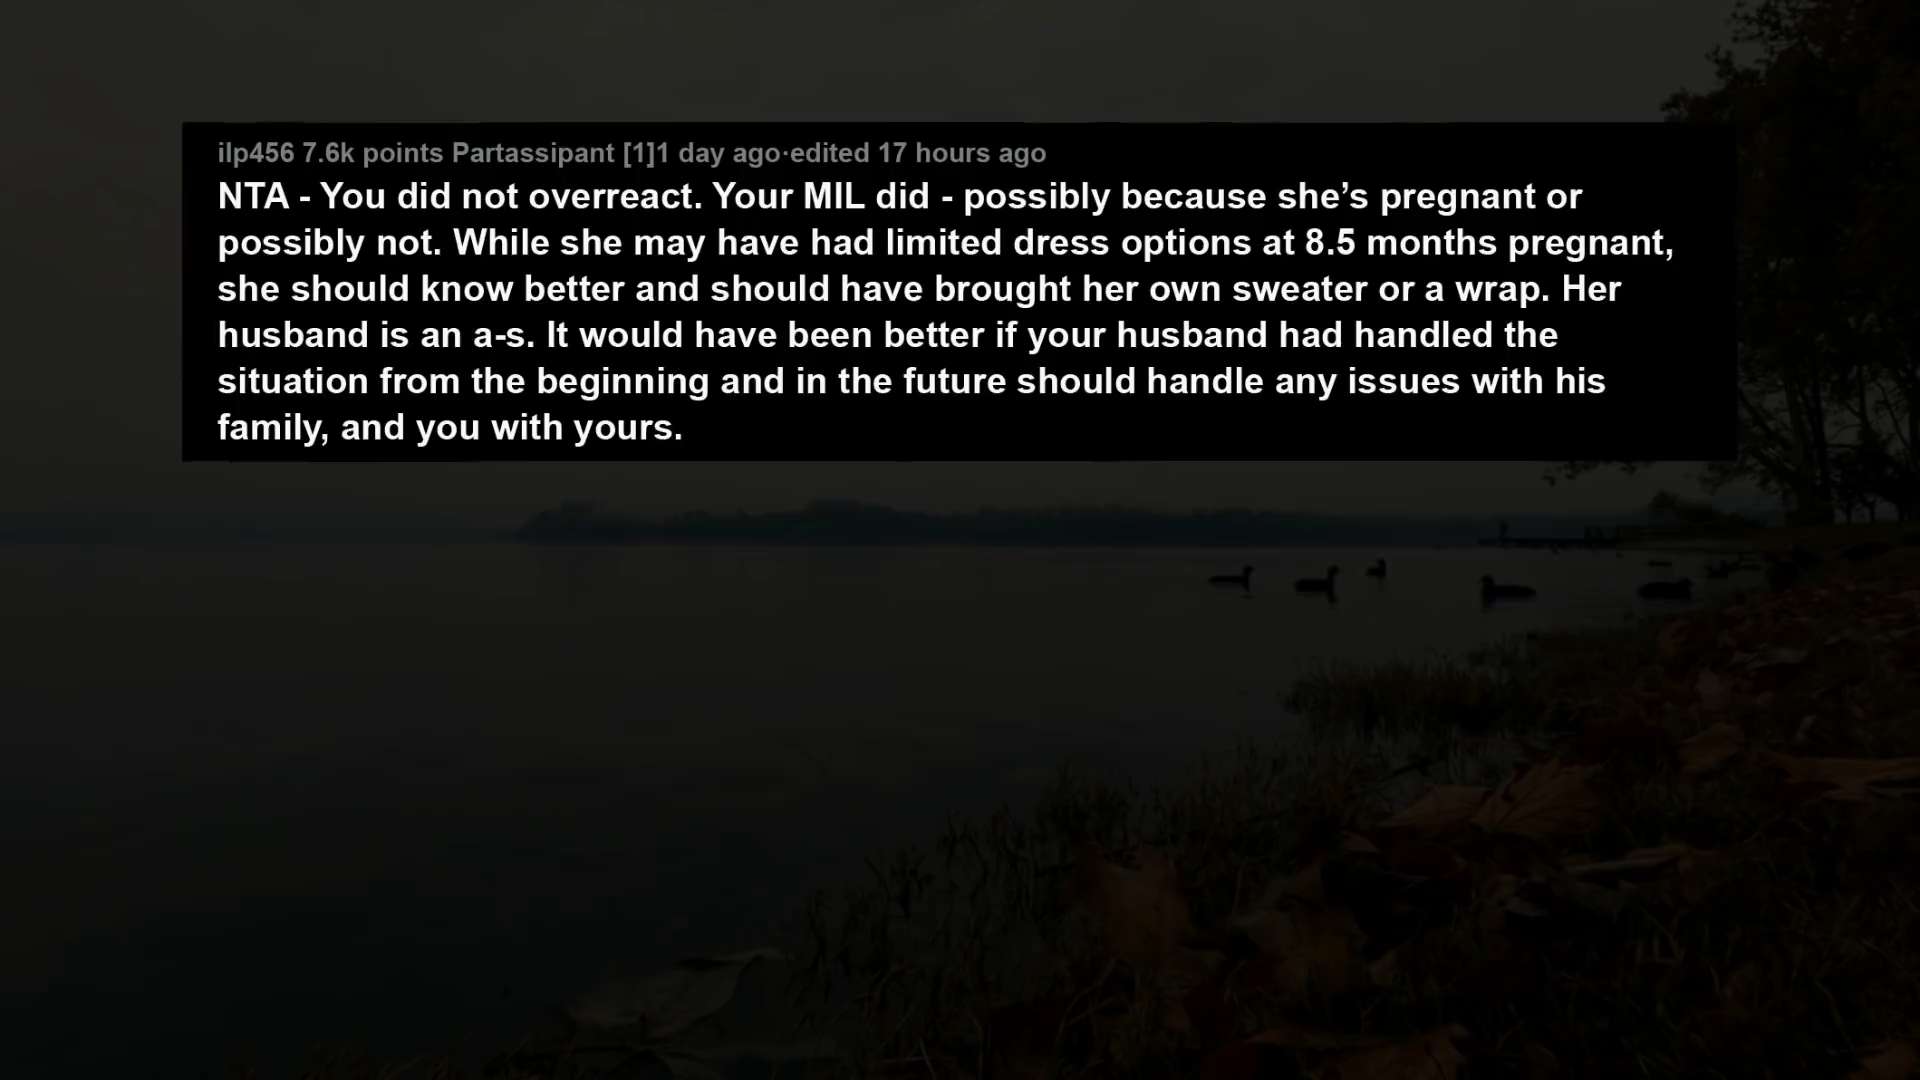 ilp456 7.6k points Partassipant [1]1 day ago·edited 17 hours ago
NTA - You did not overreact. Your MIL did - possibly because she’s pregnant or
possibly not. While she may have had limited dress options at 8.5 months pregnant,
she should know better and should have brought her own sweater or a wrap. Her
husband is an a-s. It would have been better if your husband had handled the
situation from the beginning and in the future should handle any issues with his
family, and you with yours.